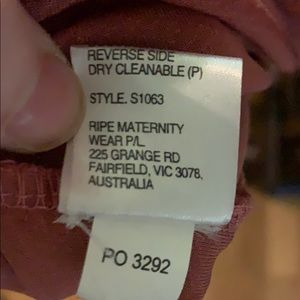 REVERSE SIDE
DRY CLEANABLE (P)
STYLE. S1063
RIPE MATERNITY
WEAR P/L
225 GRANGE RD
FAIRFIELD, VIC 3078,
AUSTRALIA
PO 3292